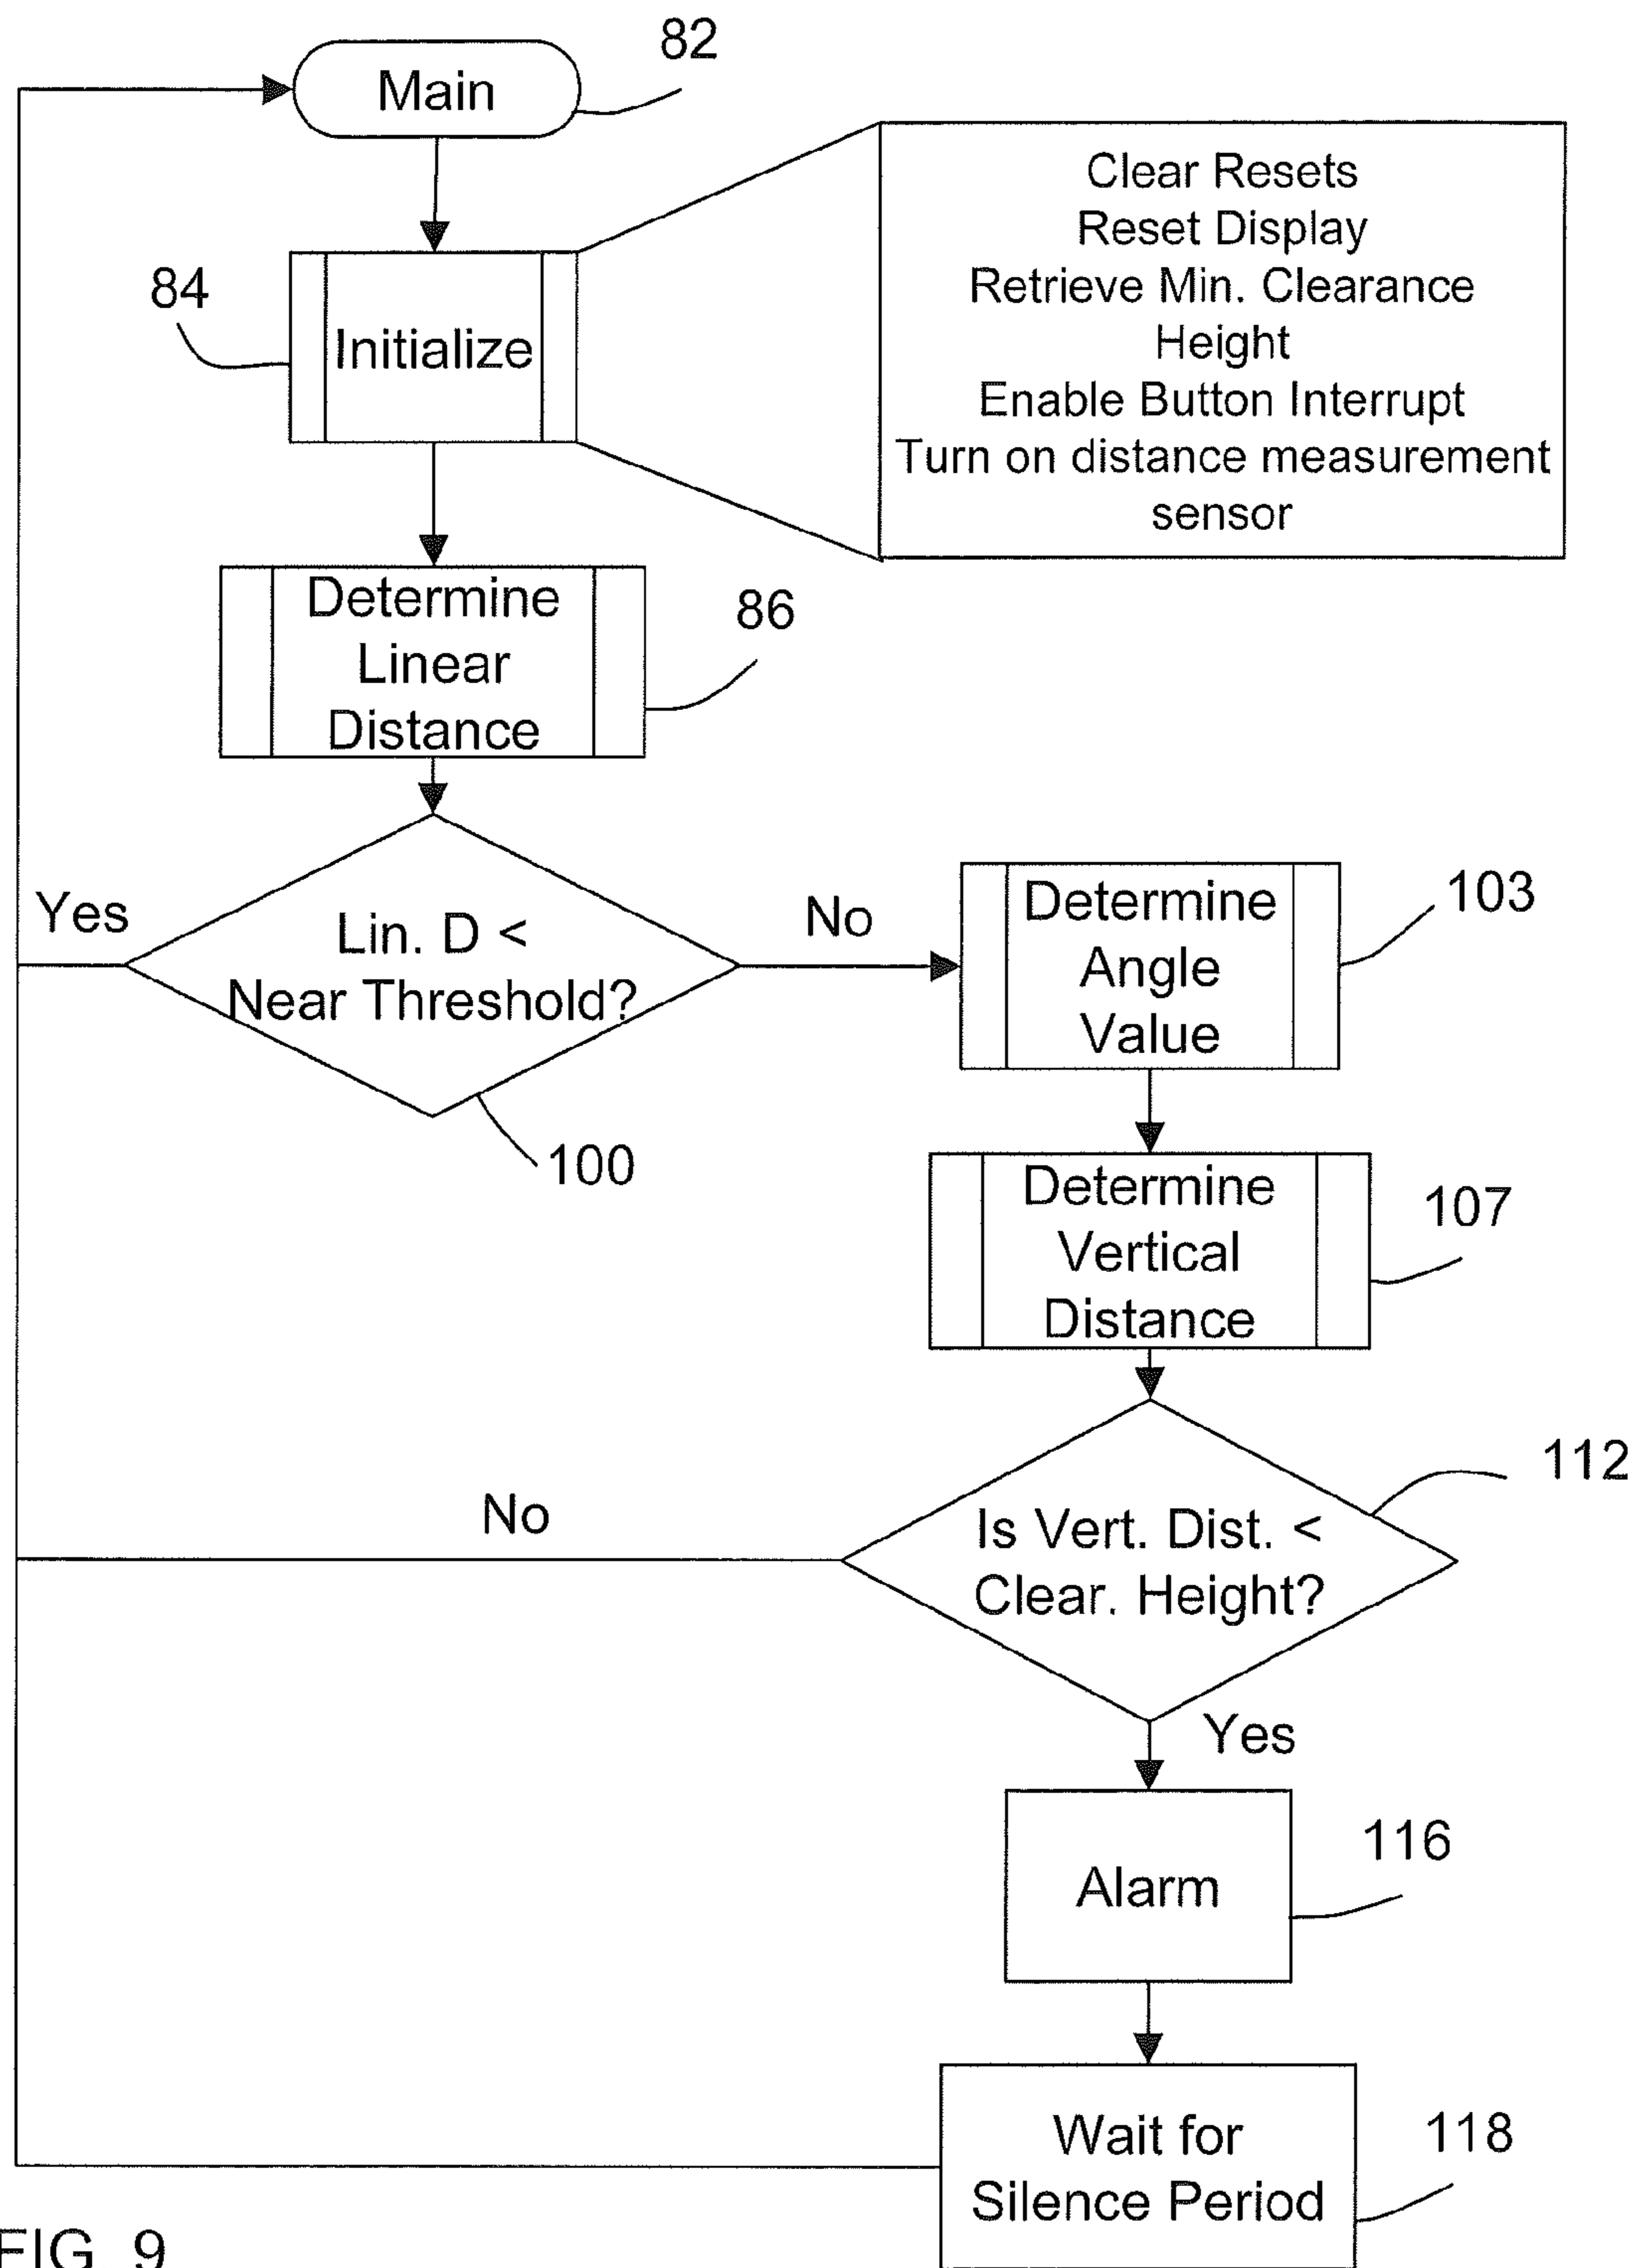 82
Main
Clear Resets
Reset Display
Retrieve Min. Clearance
Height
Enable Button Interrupt
Turn on distance measurement
sensor
84
Initialize
Determine
Linear
Distance
86
Yes
Lin. D <
Near Threshold?
No
100
Determine
Angle
Value
103
Determine
Vertical
Distance
107
112
No
Is Vert. Dist. <
Clear. Height?
Yes
Alarm
116
Wait for
Silence Period
118
FIG. 9